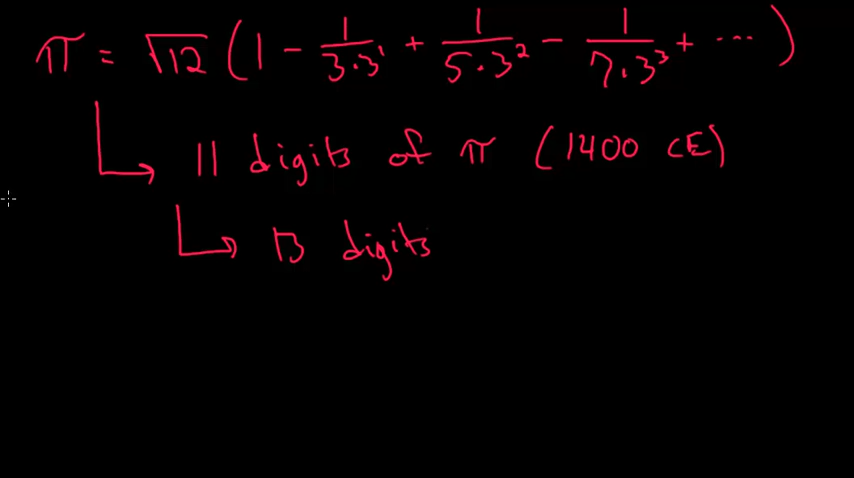 π = √12 (1 - 1/(3·3¹) + 1/(5·3²) - 1/(7·3³) + ⋯)
11 digits of π (1400 CE)
13 digits